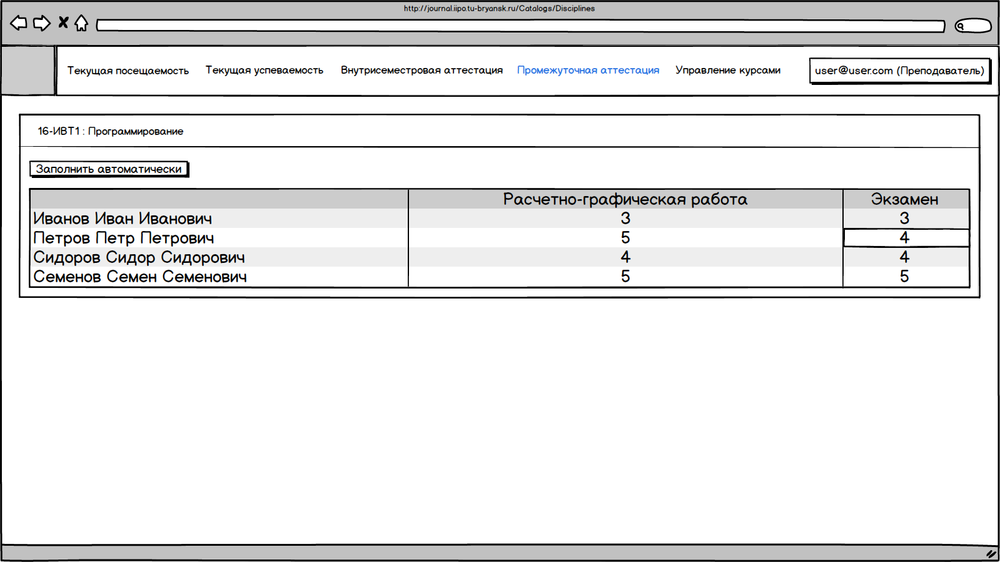 http://journal.iipo.tu-bryansk.ru/Catalogs/Disciplines
Текущая посещаемость Текущая успеваемость Внутрисеместровая аттестация Промежуточная аттестация Управление курсами user@user.com (Преподаватель)
16-ИВТ1 : Программирование
Заполнить автоматически
Расчетно-графическая работа Экзамен
Иванов Иван Иванович 3 3
Петров Петр Петрович 5 4
Сидоров Сидор Сидорович 4 4
Семенов Семен Семенович 5 5